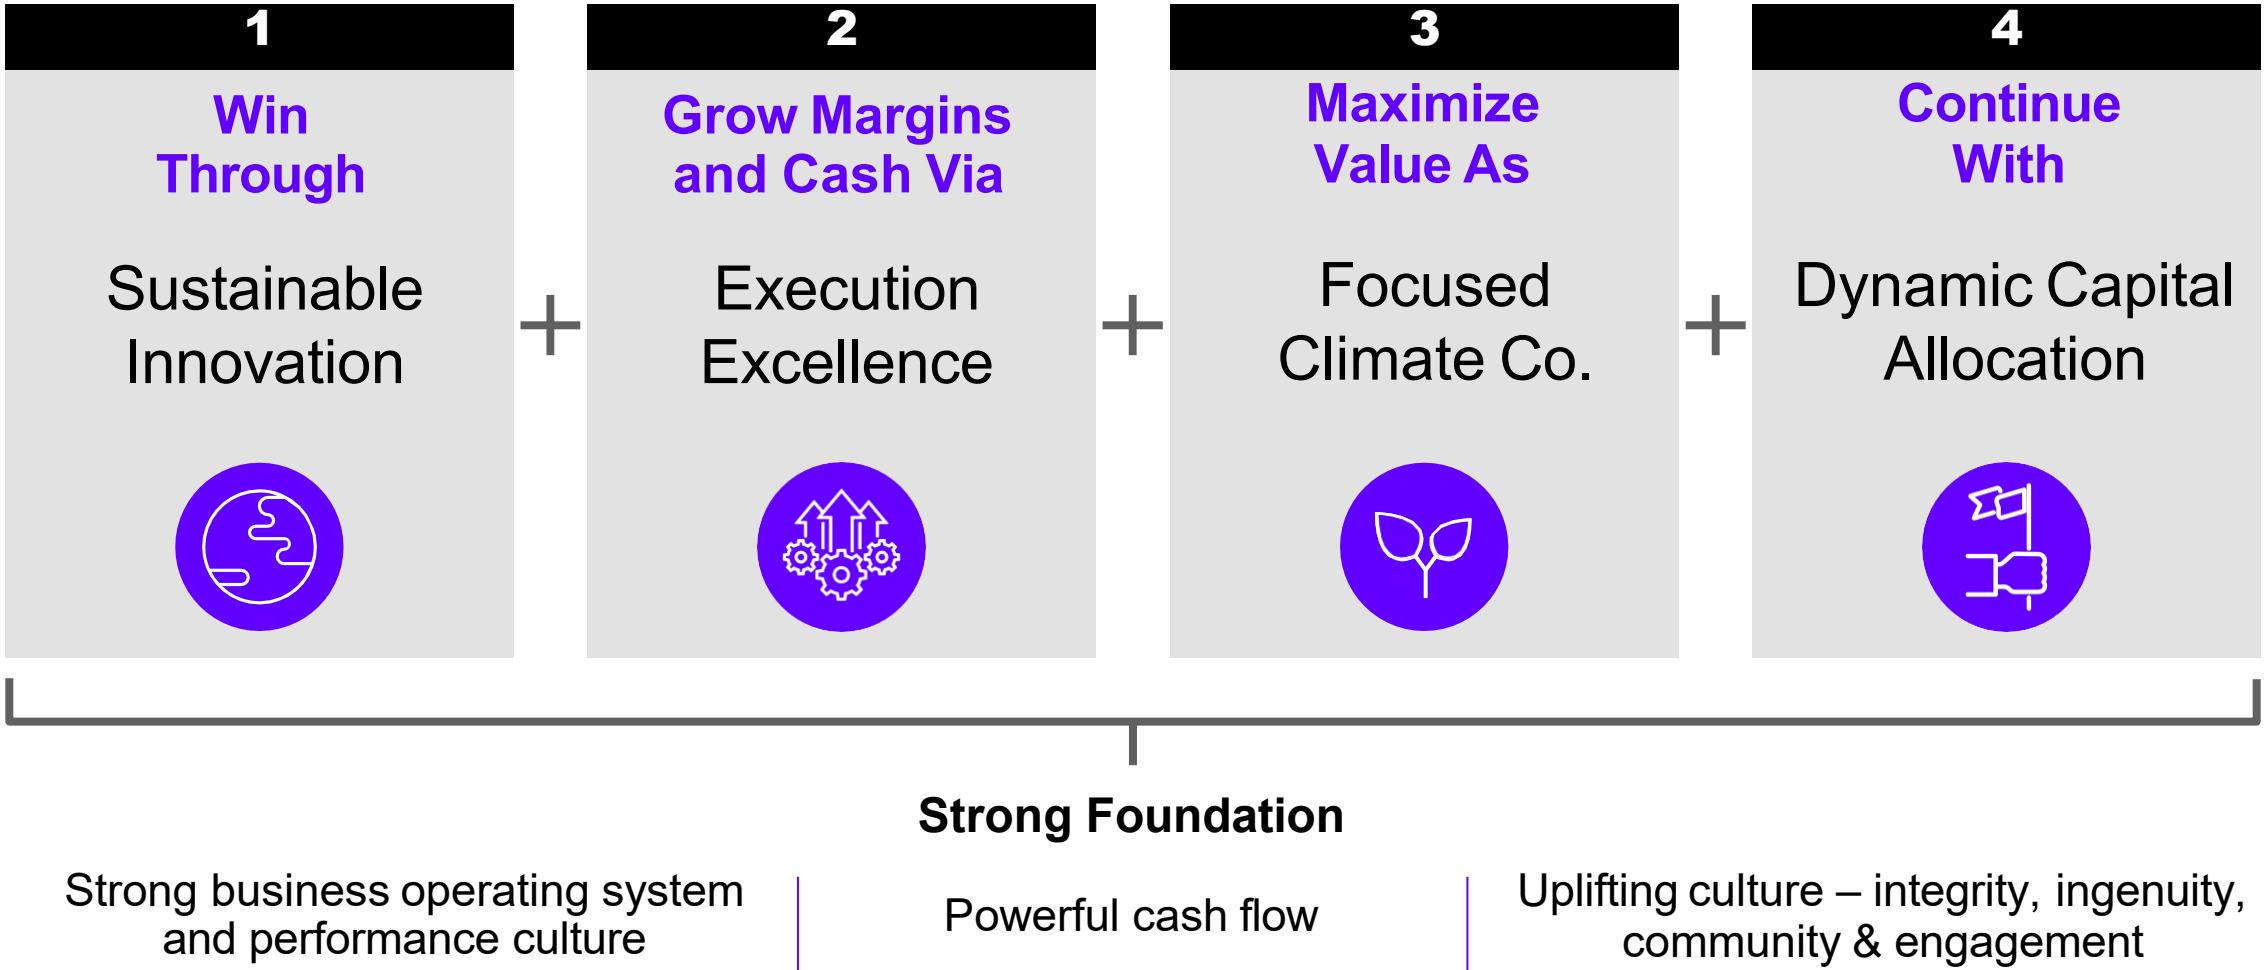 1
Win
Through
Sustainable
Innovation
2
Grow Margins
and Cash Via
Execution
Excellence
3
Maximize
Value As
Focused
Climate Co.
4
Continue
With
Dynamic Capital
Allocation
Strong Foundation
Strong business operating system
and performance culture
Powerful cash flow
Uplifting culture – integrity, ingenuity,
community & engagement